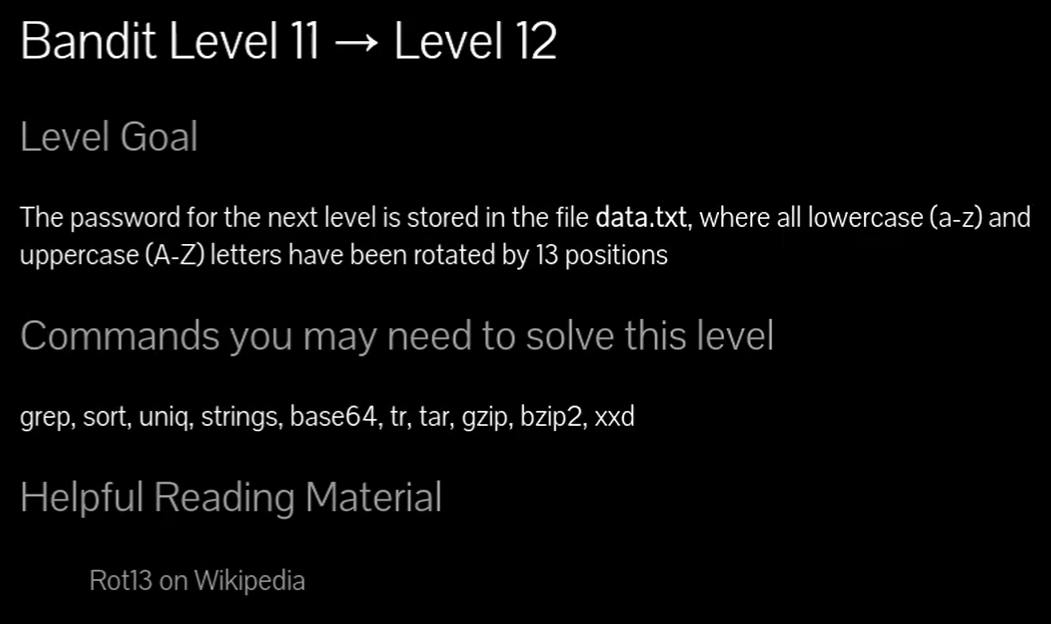 Bandit Level 11 → Level 12
Level Goal
The password for the next level is stored in the file data.txt, where all lowercase (a-z) and
uppercase (A-Z) letters have been rotated by 13 positions
Commands you may need to solve this level
grep, sort, uniq, strings, base64, tr, tar, gzip, bzip2, xxd
Helpful Reading Material
Rot13 on Wikipedia